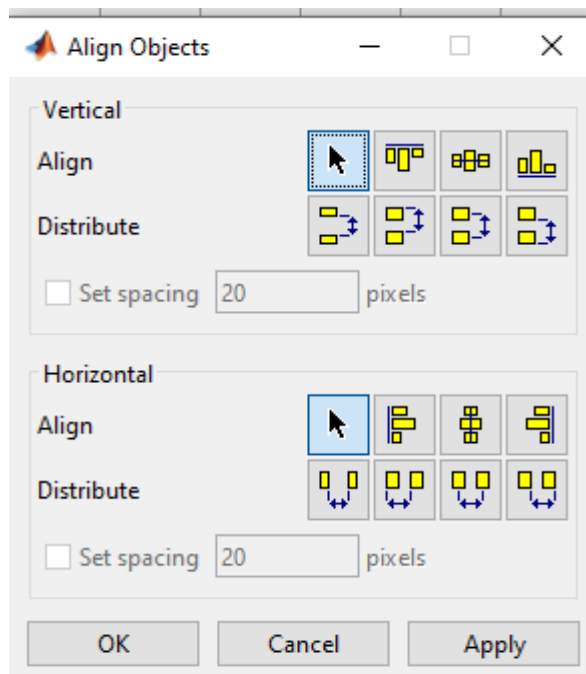 Align Objects
Vertical
Align
Distribute
Set spacing 20 pixels
Horizontal
Align
Distribute
Set spacing 20 pixels
OK Cancel Apply